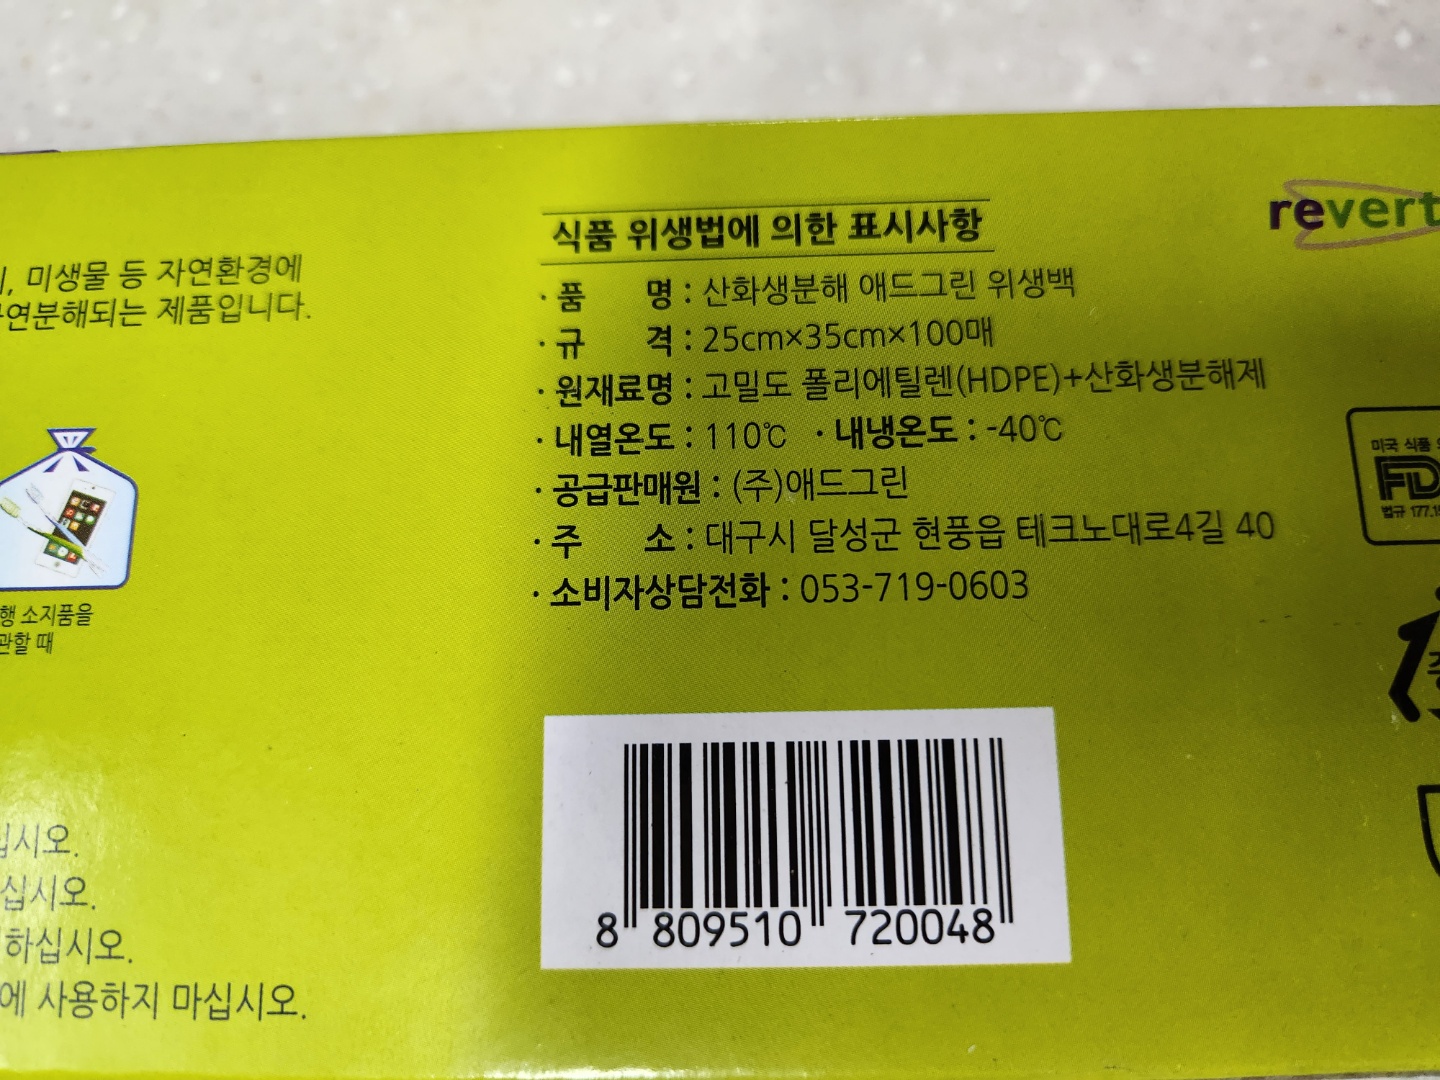 미생물 등 자연환경에
연분해되는 제품입니다.
행 소지품을
관할 때
십시오.
십시오.
하십시오.
에 사용하지 마십시오.
식품 위생법에 의한 표시사항
· 품 명 : 산화생분해 애드그린 위생백
· 규 격 : 25cm×35cm×100매
· 원재료명 : 고밀도 폴리에틸렌(HDPE)+산화생분해제
· 내열온도 : 110℃ · 내냉온도 : -40℃
· 공급판매원 : (주)애드그린
· 주 소 : 대구시 달성군 현풍읍 테크노대로4길 40
· 소비자상담전화 : 053-719-0603
8 809510 720048
revert
미국 식품
FD
법규 177.15